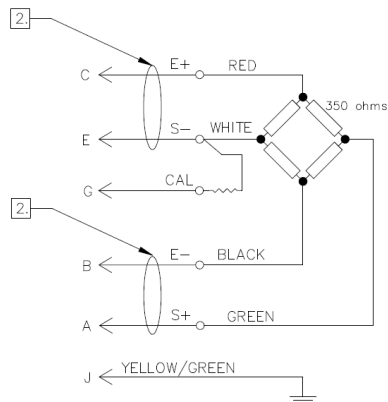 2.
E+ RED
C
350 ohms
S- WHITE
E
CAL
G
2.
E- BLACK
B
S+ GREEN
A
YELLOW/GREEN
J